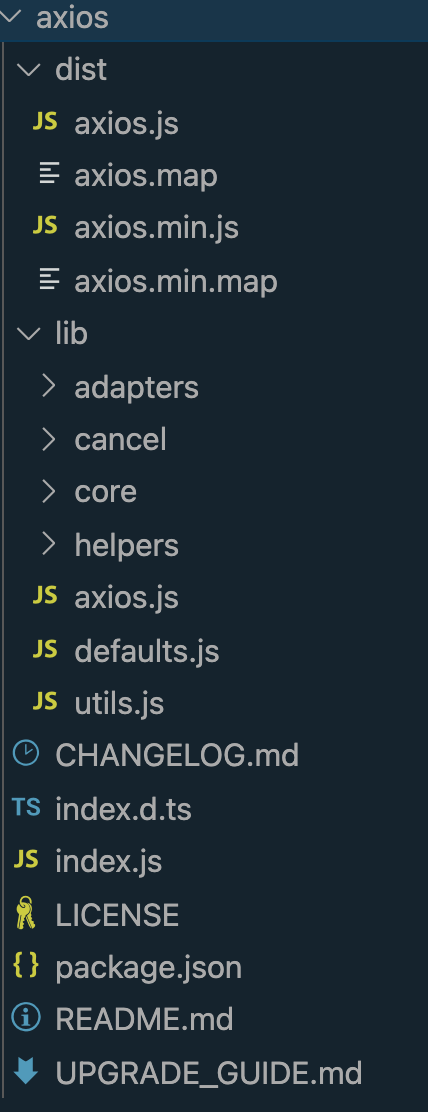 axios
dist
JS axios.js
axios.map
JS axios.min.js
axios.min.map
lib
adapters
cancel
core
helpers
JS axios.js
JS defaults.js
JS utils.js
CHANGELOG.md
TS index.d.ts
JS index.js
LICENSE
{} package.json
README.md
UPGRADE_GUIDE.md